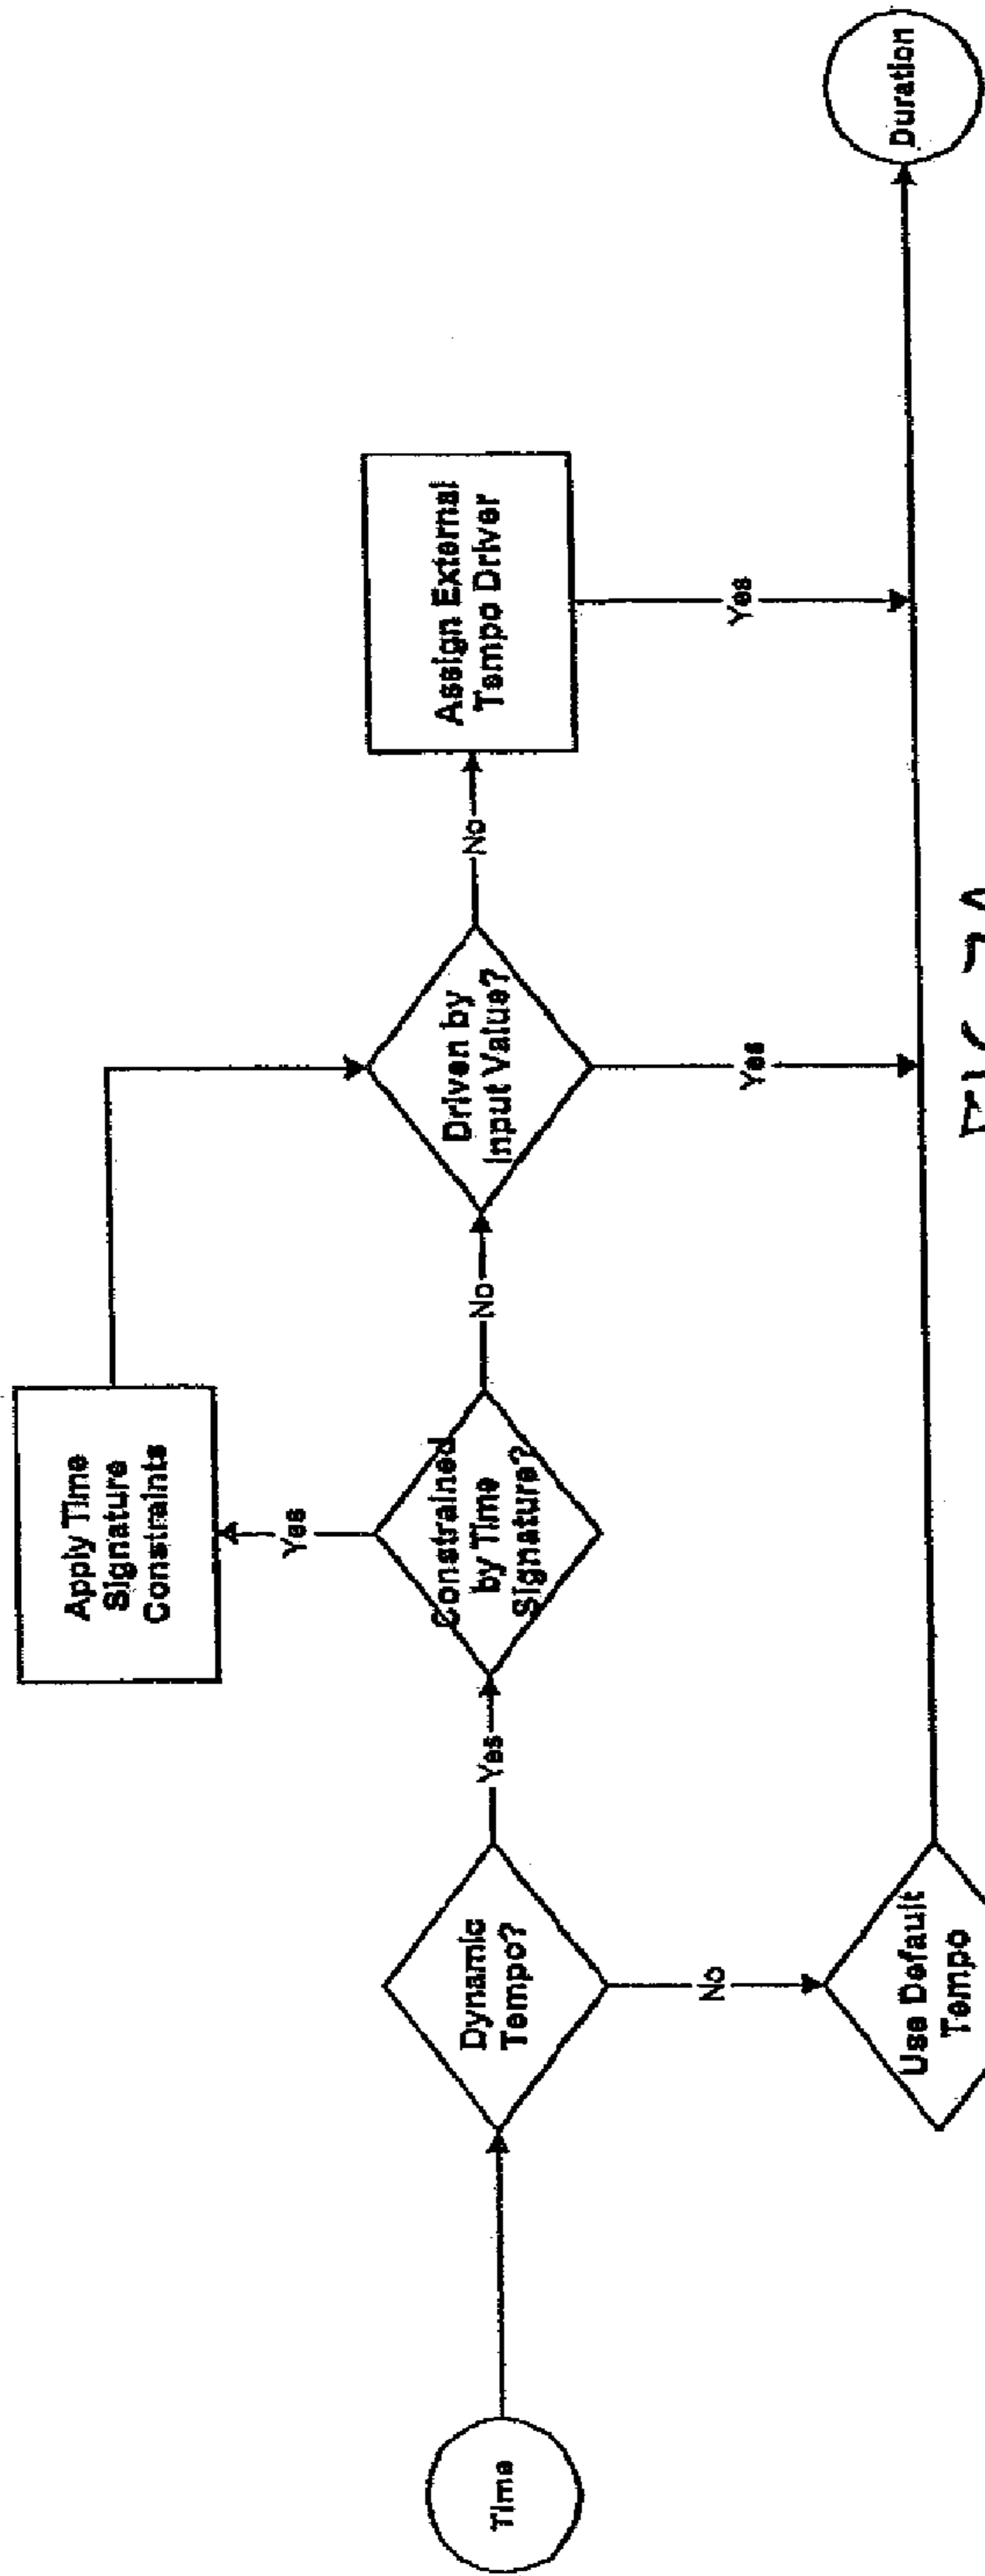 Time
Dynamic
Tempo?
Yes
No
Use Default
Tempo
Constrained
by Time
Signature?
Yes
Apply Time
Signature
Constraints
No
Driven by
Input Value?
Yes
No
Assign External
Tempo Driver
Yes
Duration